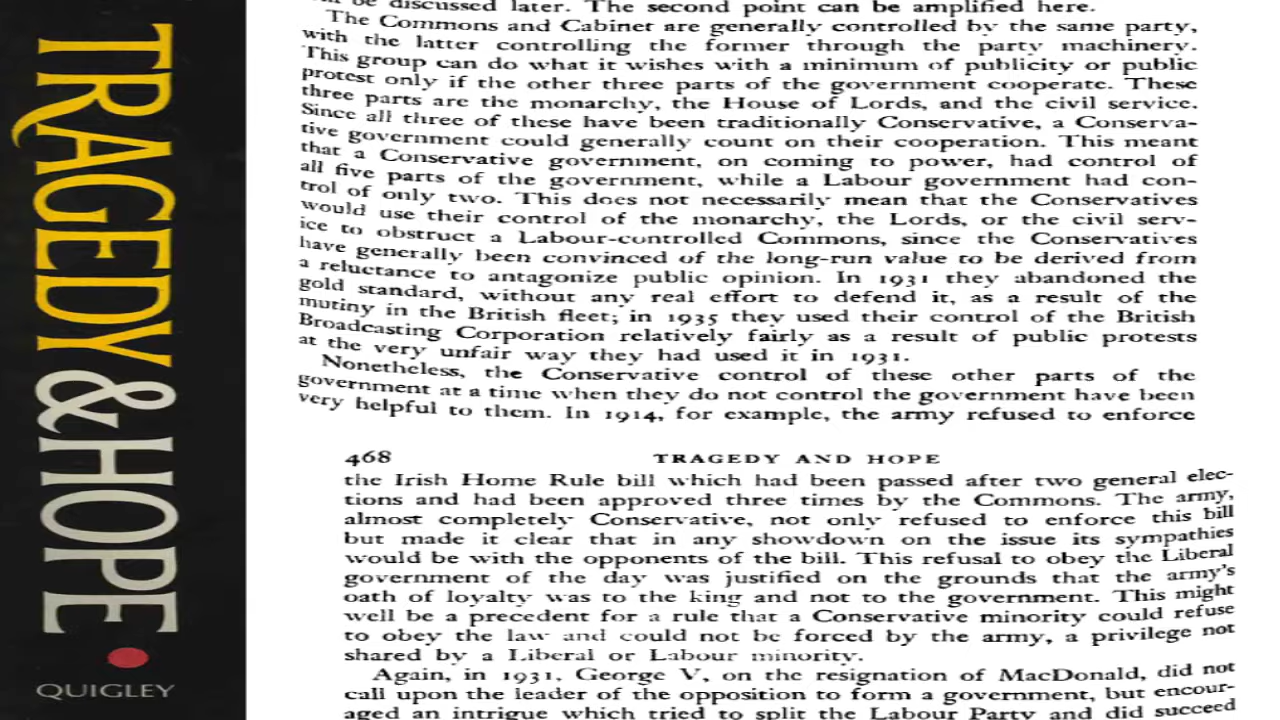 TRAGEDY & HOPE
QUIGLEY
be discussed later. The second point can be amplified here.
The Commons and Cabinet are generally controlled by the same party,
with the latter controlling the former through the party machinery.
This group can do what it wishes with a minimum of publicity or public
protest only if the other three parts of the government cooperate. These
three parts are the monarchy, the House of Lords, and the civil service.
Since all three of these have been traditionally Conservative, a Conserva-
tive government could generally count on their cooperation. This meant
that a Conservative government, on coming to power, had control of
all five parts of the government, while a Labour government had con-
trol of only two. This does not necessarily mean that the Conservatives
would use their control of the monarchy, the Lords, or the civil serv-
ice to obstruct a Labour-controlled Commons, since the Conservatives
have generally been convinced of the long-run value to be derived from
a reluctance to antagonize public opinion. In 1931 they abandoned the
gold standard, without any real effort to defend it, as a result of the
mutiny in the British fleet; in 1935 they used their control of the British
Broadcasting Corporation relatively fairly as a result of public protests
at the very unfair way they had used it in 1931.
Nonetheless, the Conservative control of these other parts of the
government at a time when they do not control the government have been
very helpful to them. In 1914, for example, the army refused to enforce
468 TRAGEDY AND HOPE
the Irish Home Rule bill which had been passed after two general elec-
tions and had been approved three times by the Commons. The army,
almost completely Conservative, not only refused to enforce this bill
but made it clear that in any showdown on the issue its sympathies
would be with the opponents of the bill. This refusal to obey the Liberal
government of the day was justified on the grounds that the army's
oath of loyalty was to the king and not to the government. This might
well be a precedent for a rule that a Conservative minority could refuse
to obey the law and could not be forced by the army, a privilege not
shared by a Liberal or Labour minority.
Again, in 1931, George V, on the resignation of MacDonald, did not
call upon the leader of the opposition to form a government, but encour-
aged an intrigue which tried to split the Labour Party and did succeed